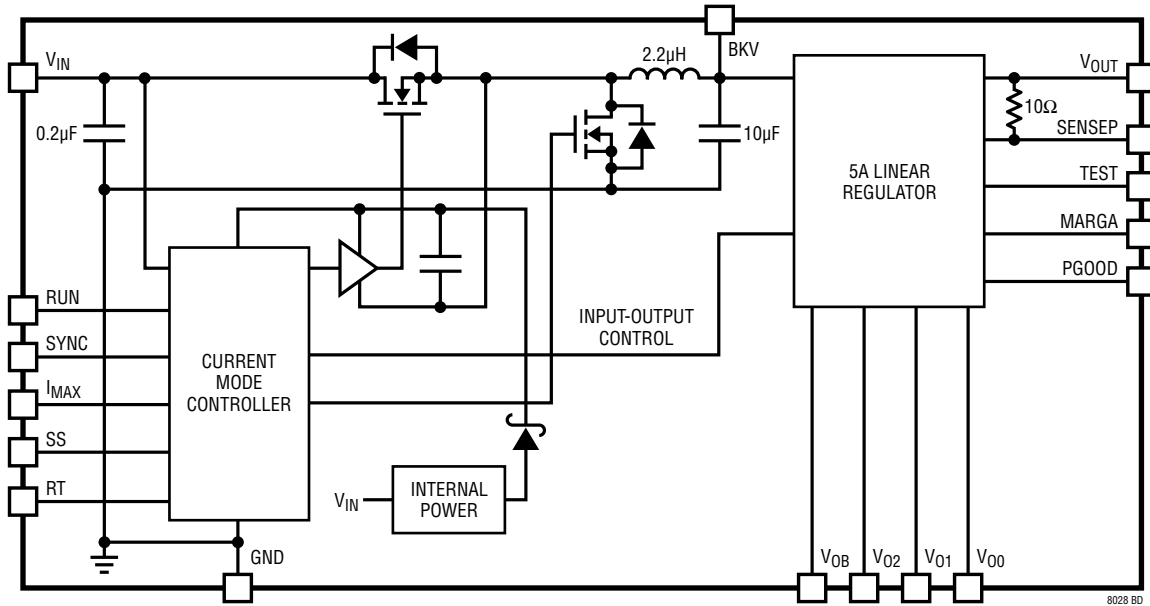 BKV
V_IN
2.2µH
V_OUT
0.2µF
10µF
10Ω
SENSEP
5A LINEAR
REGULATOR
TEST
MARGA
PGOOD
RUN
SYNC
I_MAX
SS
RT
CURRENT
MODE
CONTROLLER
INPUT-OUTPUT
CONTROL
V_IN
INTERNAL
POWER
GND
V_OB
V_O2
V_O1
V_O0
8028 BD